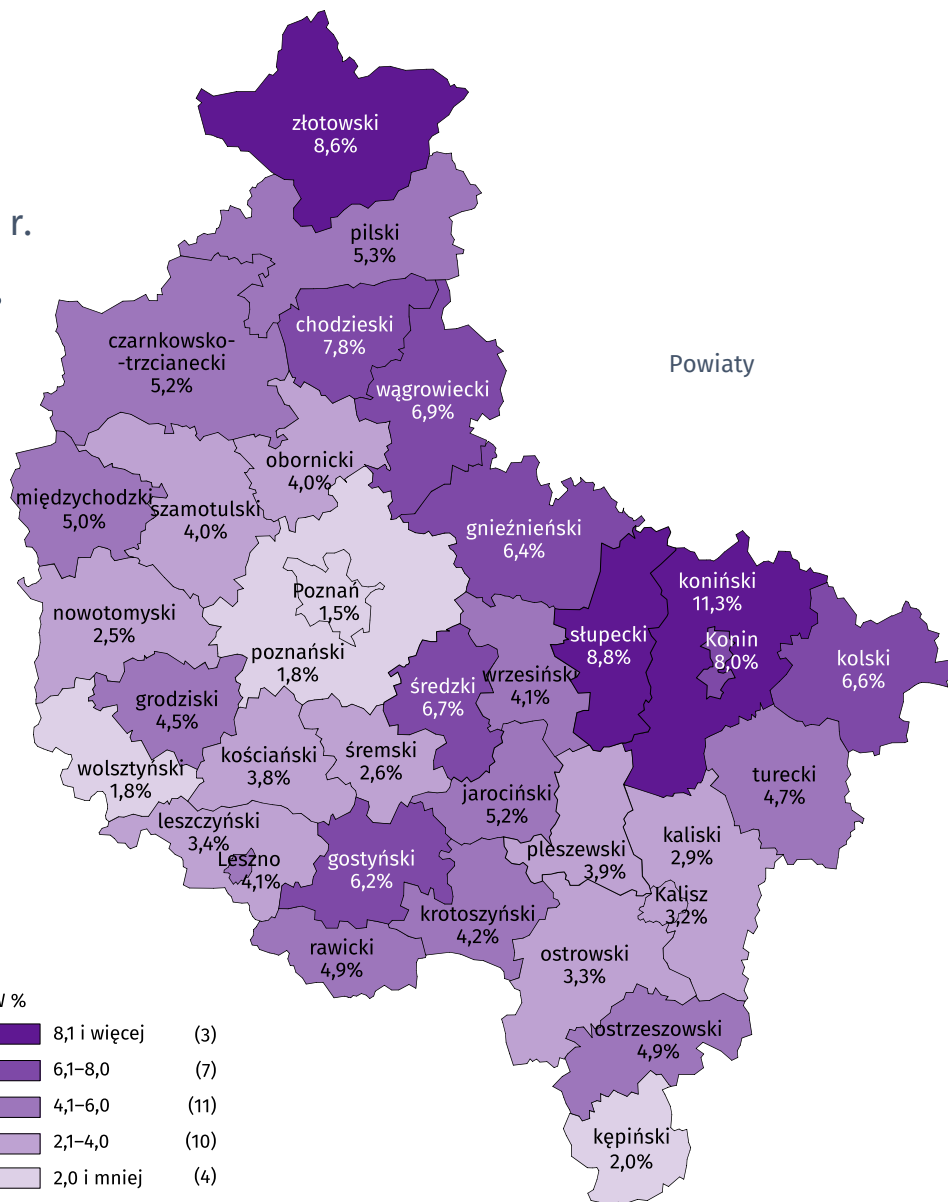 złotowski
8,6%
r.
pilski
5,3%
chodzieski
7,8%
czarnkowsko-
-trzcianecki
5,2%
Powiaty
wągrowiecki
6,9%
obornicki
4,0%
międzychodzki
5,0%
szamotulski
4,0%
gnieźnieński
6,4%
koniński
11,3%
Poznań
1,5%
nowotomyski
2,5%
słupecki
8,8%
Konin
8,0%
poznański
1,8%
kolski
6,6%
średzki
6,7%
wrzesiński
4,1%
grodziski
4,5%
kościański
3,8%
śremski
2,6%
wolsztyński
1,8%
turecki
4,7%
jarociński
5,2%
leszczyński
3,4%
kaliski
2,9%
Leszno
4,1%
gostyński
6,2%
pleszewski
3,9%
Kalisz
3,2%
krotoszyński
4,2%
rawicki
4,9%
ostrowski
3,3%
%
8,1 i więcej (3)
6,1–8,0 (7)
4,1–6,0 (11)
2,1–4,0 (10)
2,0 i mniej (4)
ostrzeszowski
4,9%
kępiński
2,0%